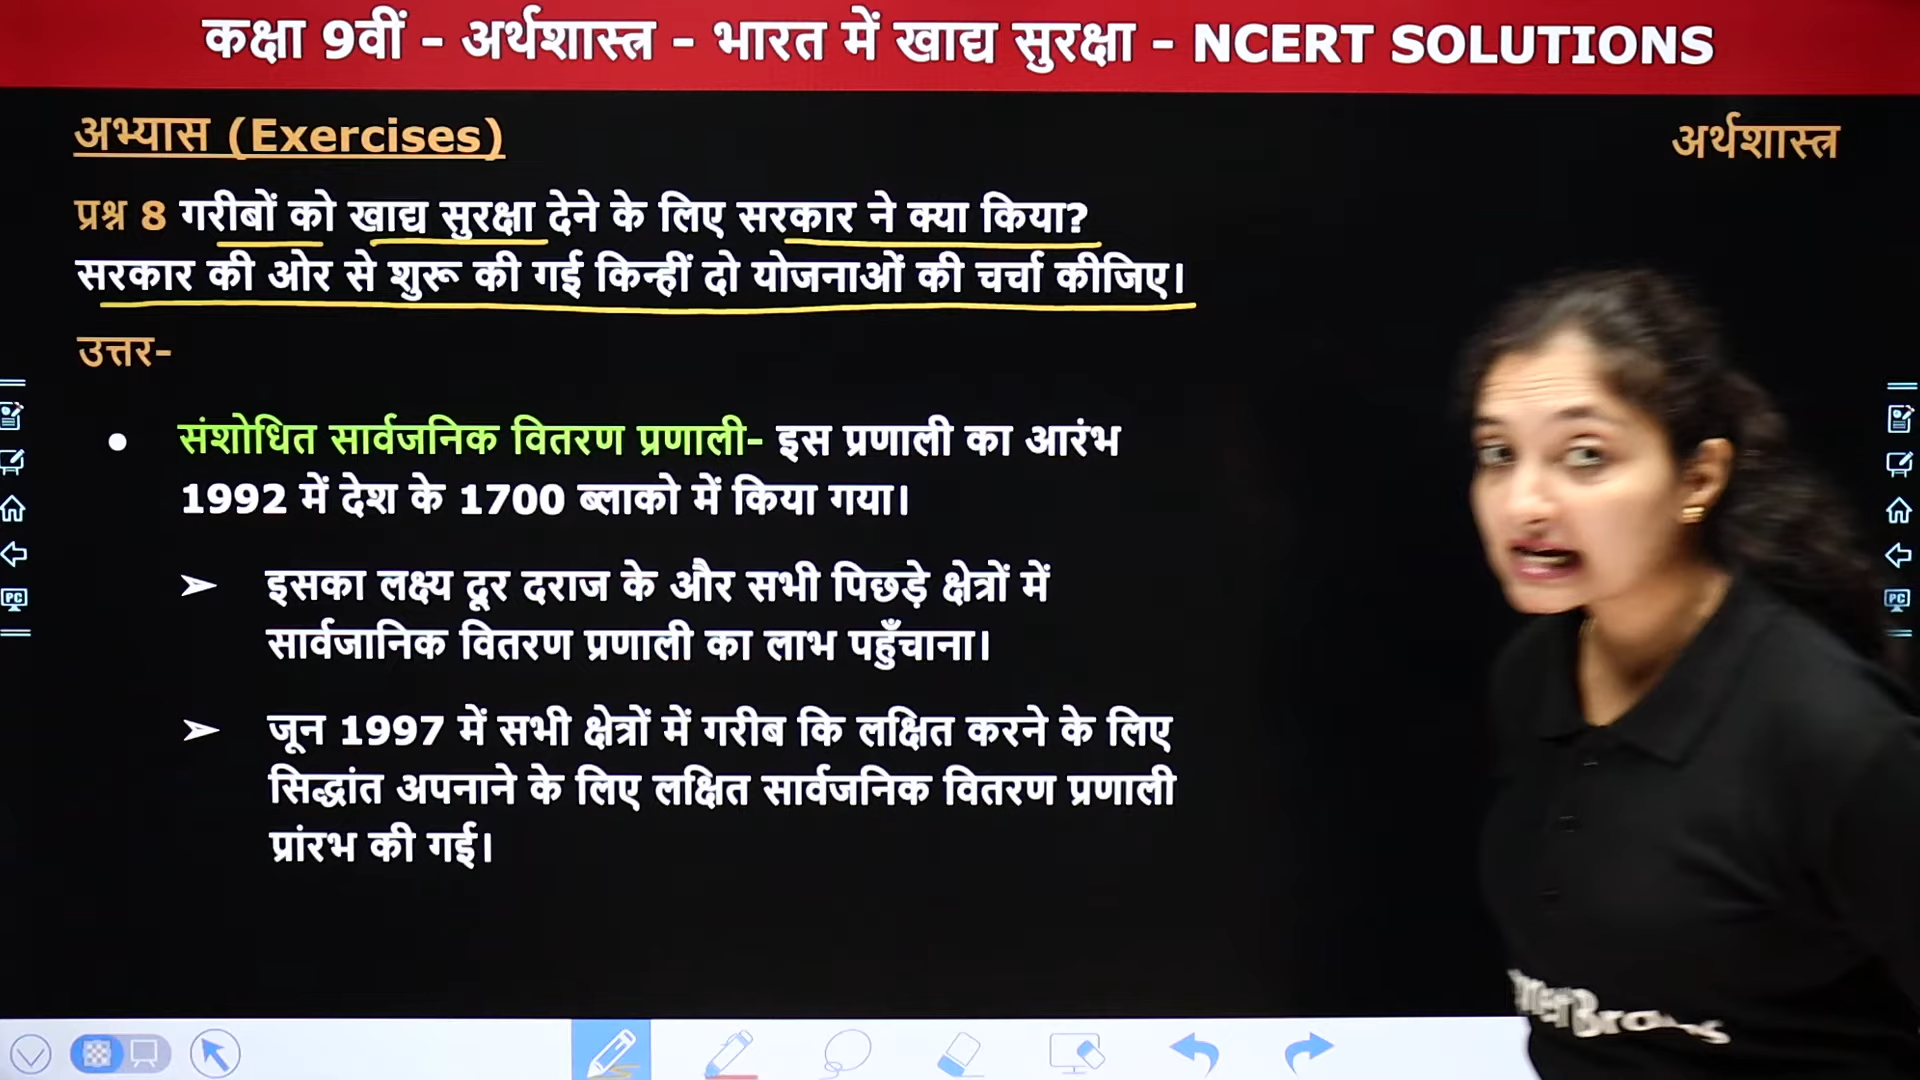 कक्षा 9वीं - अर्थशास्त्र - भारत में खाद्य सुरक्षा - NCERT SOLUTIONS
अभ्यास (Exercises)
अर्थशास्त्र
प्रश्न 8 गरीबों को खाद्य सुरक्षा देने के लिए सरकार ने क्या किया?
सरकार की ओर से शुरू की गई किन्हीं दो योजनाओं की चर्चा कीजिए।
उत्तर-
• संशोधित सार्वजनिक वितरण प्रणाली- इस प्रणाली का आरंभ
1992 में देश के 1700 ब्लाको में किया गया।
➢ इसका लक्ष्य दूर दराज के और सभी पिछड़े क्षेत्रों में
सार्वजानिक वितरण प्रणाली का लाभ पहुँचाना।
➢ जून 1997 में सभी क्षेत्रों में गरीब कि लक्षित करने के लिए
सिद्धांत अपनाने के लिए लक्षित सार्वजनिक वितरण प्रणाली
प्रांरभ की गई।
PC
PC